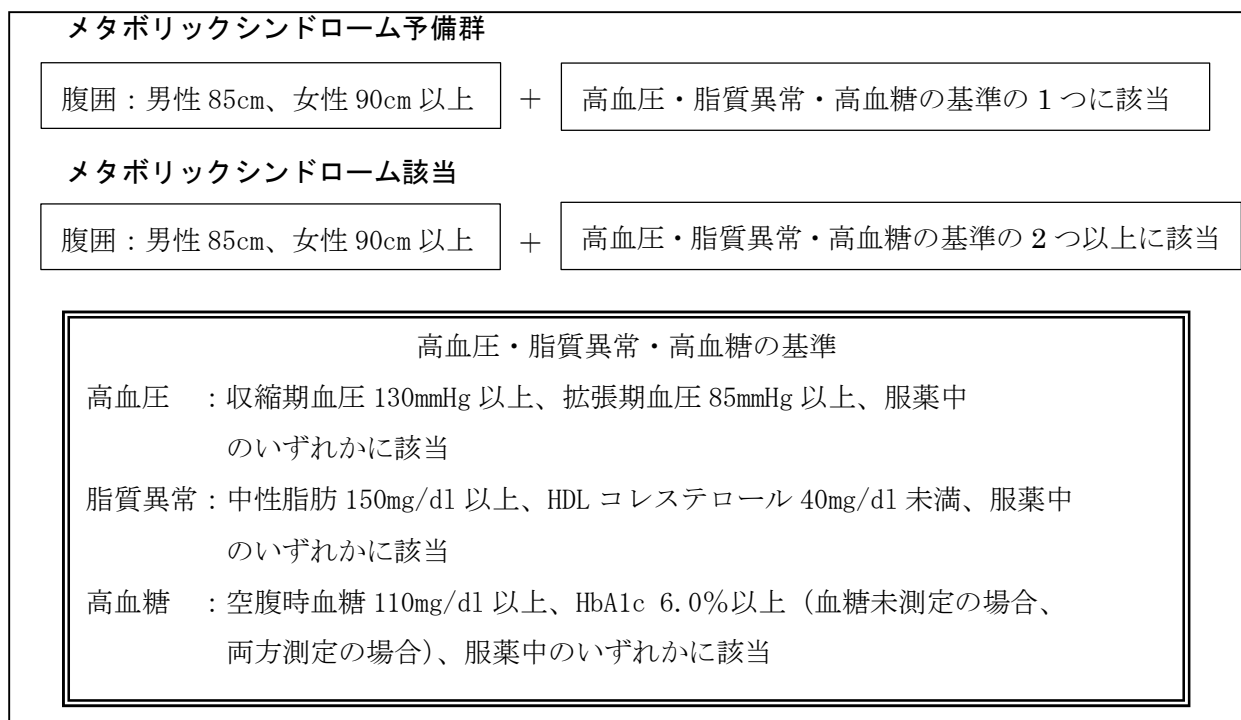 メタボリックシンドローム予備群
腹囲：男性 85cm、女性 90cm 以上 ＋ 高血圧・脂質異常・高血糖の基準の 1 つに該当
メタボリックシンドローム該当
腹囲：男性 85cm、女性 90cm 以上 ＋ 高血圧・脂質異常・高血糖の基準の 2 つ以上に該当
高血圧・脂質異常・高血糖の基準
高血圧　：収縮期血圧 130mmHg 以上、拡張期血圧 85mmHg 以上、服薬中
のいずれかに該当
脂質異常：中性脂肪 150mg/dl 以上、HDL コレステロール 40mg/dl 未満、服薬中
のいずれかに該当
高血糖　：空腹時血糖 110mg/dl 以上、HbA1c 6.0％以上（血糖未測定の場合、
両方測定の場合）、服薬中のいずれかに該当